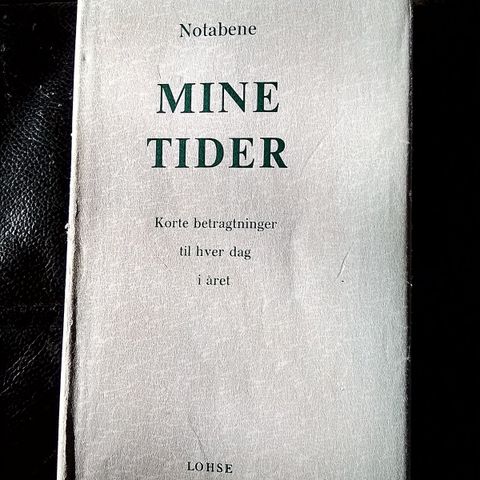 Notabene
MINE
TIDER
Korte betragtninger
til hver dag
i året
LOHSE